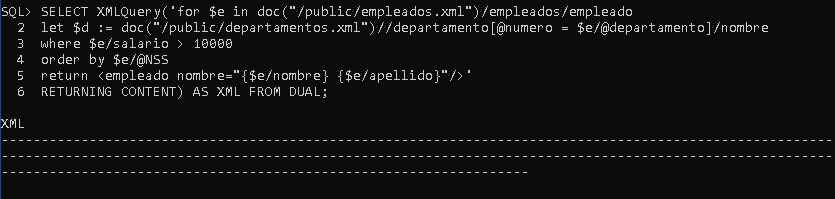 SQL> SELECT XMLQuery('for $e in doc("/public/empleados.xml")/empleados/empleado
2 let $d := doc("/public/departamentos.xml")//departamento[@numero = $e/@departamento]/nombre
3 where $e/salario > 10000
4 order by $e/@NSS
5 return <empleado nombre="{$e/nombre} {$e/apellido}"/>'
6 RETURNING CONTENT) AS XML FROM DUAL;
XML
--------------------------------------------------------------------------------------------------------
--------------------------------------------------------------------------------------------------------
------------------------------------------------------------------